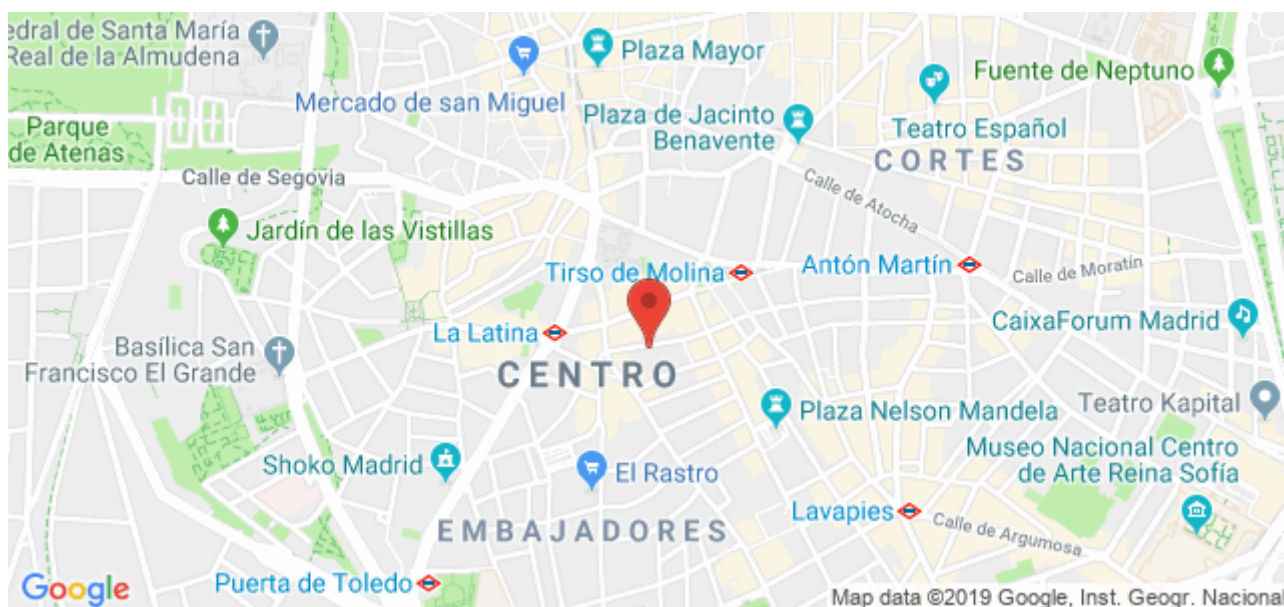 edral de Santa María
Real de la Almudena
Plaza Mayor
Fuente de Neptuno
Mercado de san Miguel
Plaza de Jacinto
Benavente
Teatro Español
Parque
de Atenas
CORTES
Calle de Segovia
Calle de Atocha
Jardín de las Vistillas
Tirso de Molina
Antón Martín
Calle de Moratín
La Latina
CaixaForum Madrid
Basílica San
Francisco El Grande
CENTRO
Plaza Nelson Mandela
Teatro Kapital
Shoko Madrid
El Rastro
Museo Nacional Centro
de Arte Reina Sofía
EMBAJADORES
Lavapies
Calle de Argumosa
Puerta de Toledo
Google
Map data ©2019 Google, Inst. Geogr. Nacional